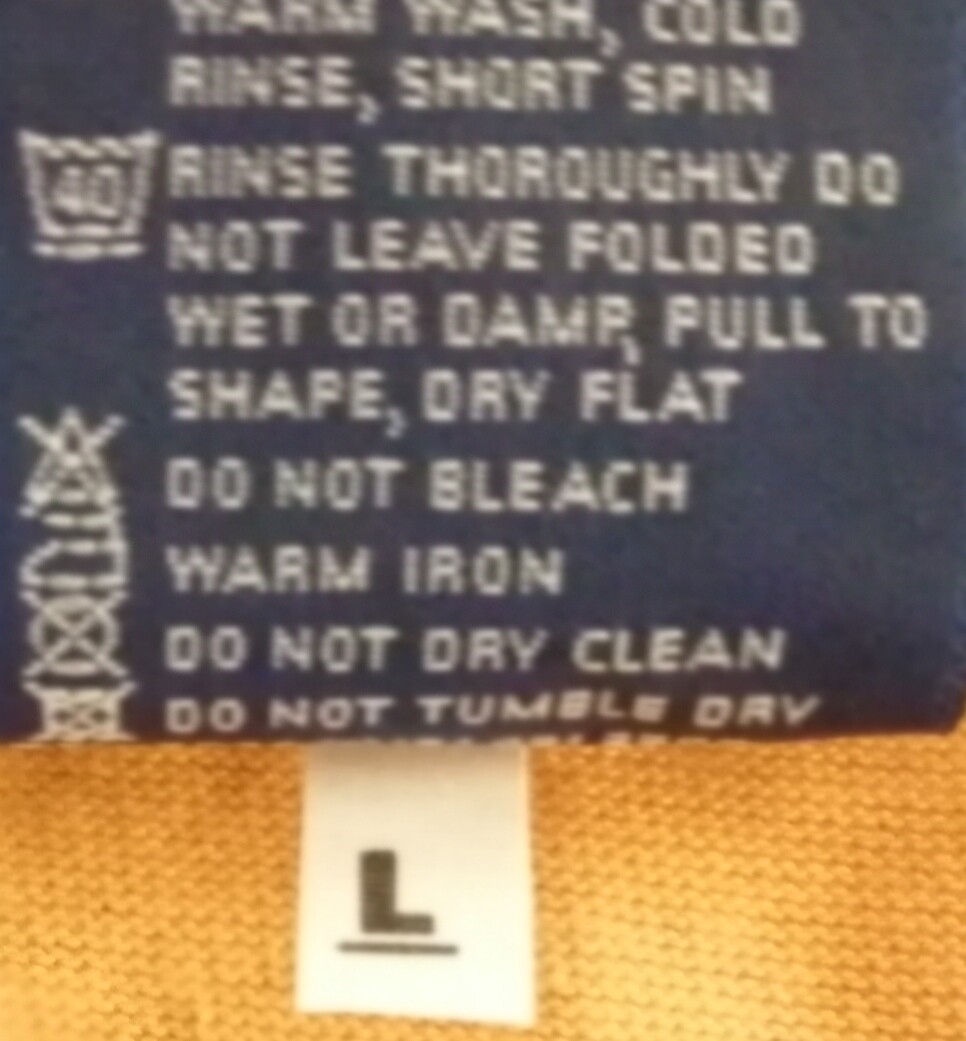 WARM WASH, COLD
RINSE, SHORT SPIN
40
RINSE THOROUGHLY DO
NOT LEAVE FOLDED
WET OR DAMP, PULL TO
SHAPE, DRY FLAT
DO NOT BLEACH
WARM IRON
DO NOT DRY CLEAN
DO NOT TUMBLE DRY
L